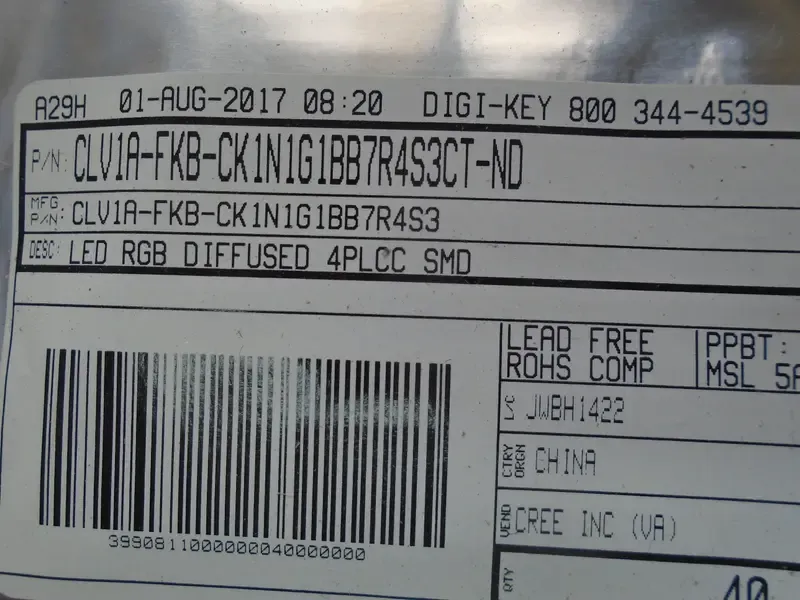 A29H 01-AUG-2017 08:20 DIGI-KEY 800 344-4539
P/N: CLV1A-FKB-CK1N1G1BB7R4S3CT-ND
MFG P/N: CLV1A-FKB-CK1N1G1BB7R4S3
DESC: LED RGB DIFFUSED 4PLCC SMD
LEAD FREE
ROHS COMP
PPBT:
MSL 5A
JWBH1422
CTRY ORGN CHINA
VEND CREE INC (VA)
QTY 40
39908110000000040000000